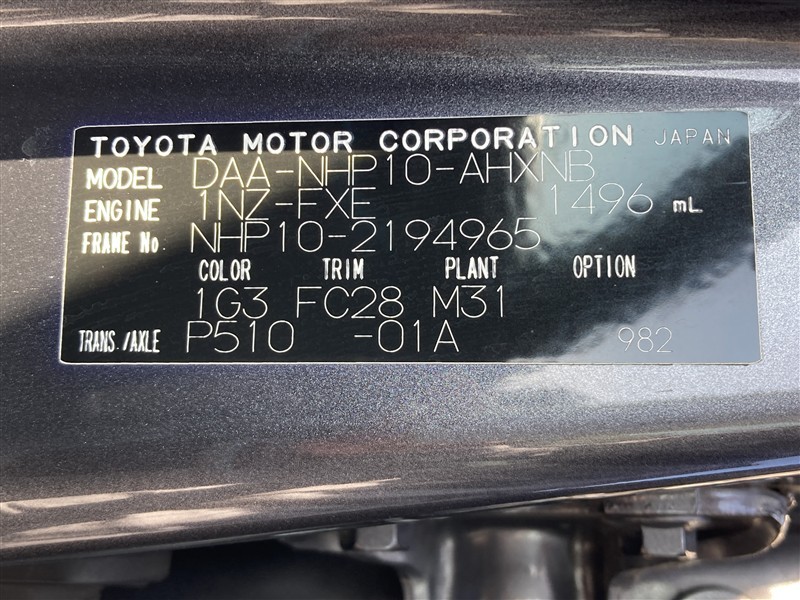 TOYOTA MOTOR CORPORATION JAPAN
MODEL DAA-NHP10-AHXNB
ENGINE 1NZ-FXE 1496 mL
FRAME No. NHP10-2194965
COLOR TRIM PLANT OPTION
1G3 FC28 M31
TRANS./AXLE P510 -01A 982